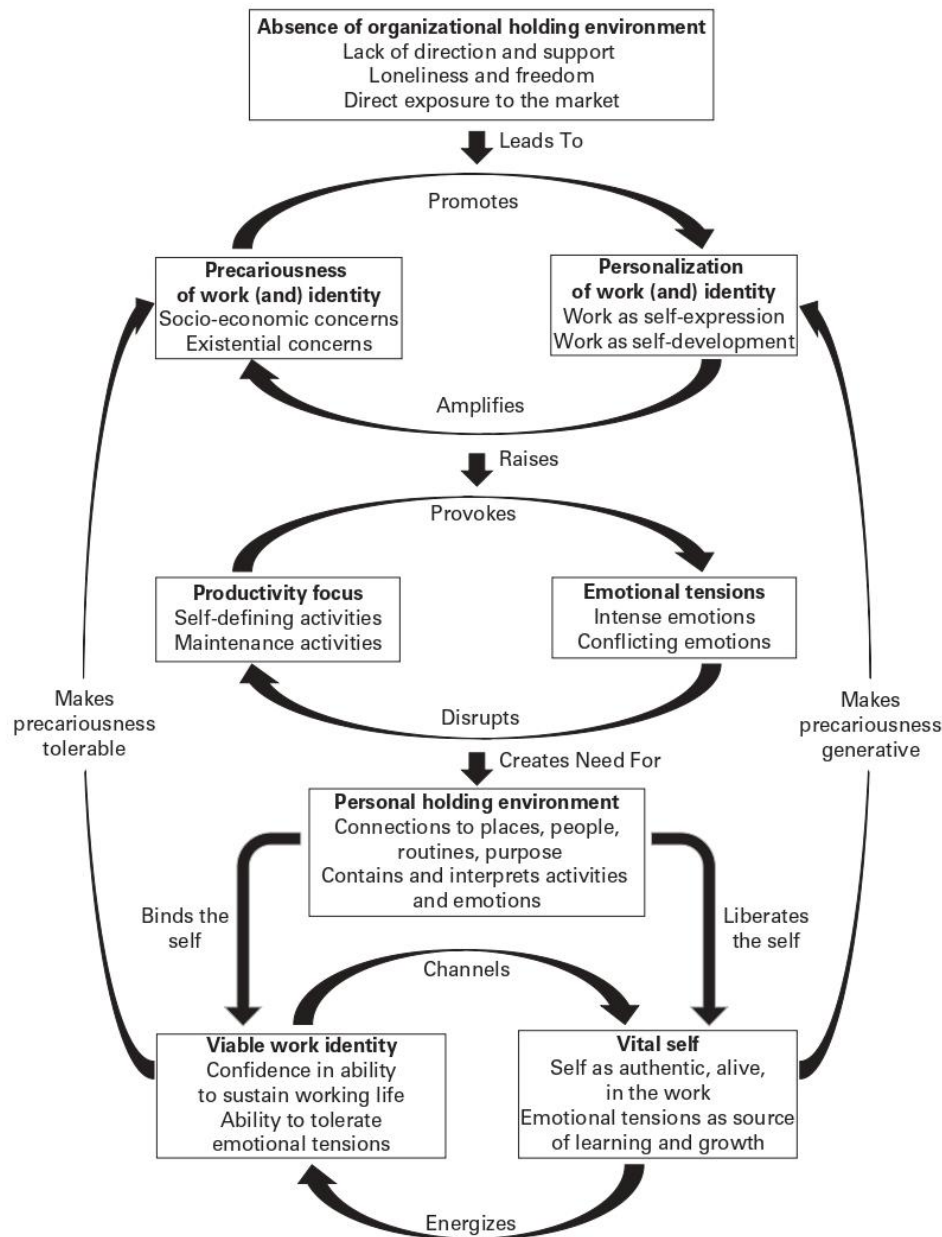 Absence of organizational holding environment
Lack of direction and support
Loneliness and freedom
Direct exposure to the market
Leads To
Promotes
Precariousness
of work (and) identity
Socio-economic concerns
Existential concerns
Personalization
of work (and) identity
Work as self-expression
Work as self-development
Amplifies
Raises
Provokes
Productivity focus
Self-defining activities
Maintenance activities
Emotional tensions
Intense emotions
Conflicting emotions
Makes
precariousness
tolerable
Disrupts
Makes
precariousness
generative
Creates Need For
Personal holding environment
Connections to places, people,
routines, purpose
Contains and interprets activities
and emotions
Binds the
self
Liberates
the self
Channels
Viable work identity
Confidence in ability
to sustain working life
Ability to tolerate
emotional tensions
Vital self
Self as authentic, alive,
in the work
Emotional tensions as source
of learning and growth
Energizes